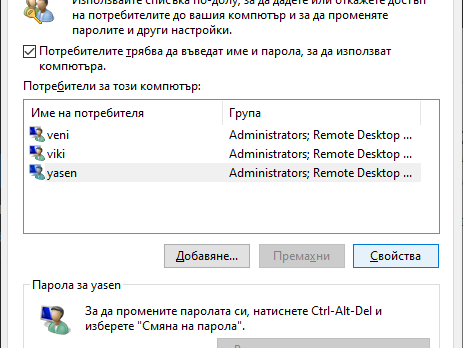 Използвайте списъка по-долу, за да дадете или откажете достъп
на потребителите до вашия компютър и за да променяте
паролите и други настройки.
Потребителите трябва да въведат име и парола, за да използват
компютъра.
Потребители за този компютър:
Име на потребителя Група
veni Administrators; Remote Desktop ...
viki Administrators; Remote Desktop ...
yasen Administrators; Remote Desktop ...
Добавяне... Премахни Свойства
Парола за yasen
За да промените паролата си, натиснете Ctrl-Alt-Del и
изберете "Смяна на парола".